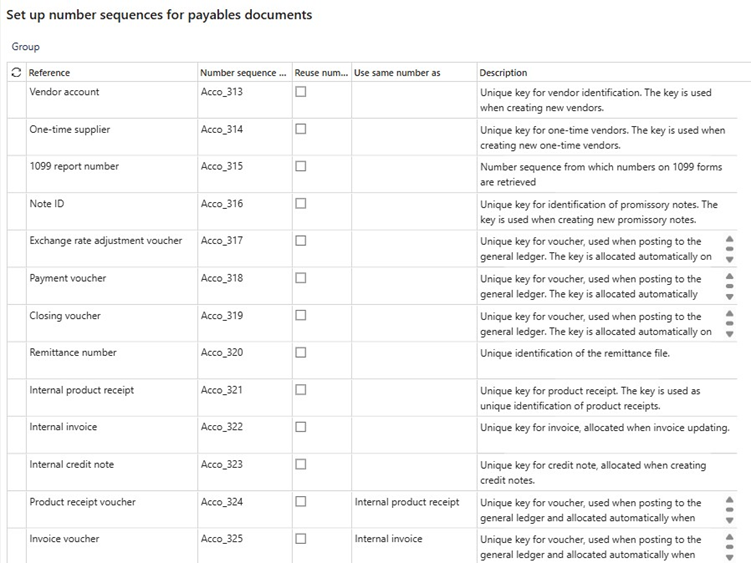 Set up number sequences for payables documents
Group
Reference Number sequence ... Reuse num... Use same number as Description
Vendor account Acco_313 Unique key for vendor identification. The key is used
when creating new vendors.
One-time supplier Acco_314 Unique key for one-time vendors. The key is used when
creating new one-time vendors.
1099 report number Acco_315 Number sequence from which numbers on 1099 forms
are retrieved
Note ID Acco_316 Unique key for identification of promissory notes. The
key is used when creating new promissory notes.
Exchange rate adjustment voucher Acco_317 Unique key for voucher, used when posting to the
general ledger. The key is allocated automatically on
Payment voucher Acco_318 Unique key for voucher, used when posting to the
general ledger. The key is allocated automatically
Closing voucher Acco_319 Unique key for voucher, used when posting to the
general ledger. The key is allocated automatically on
Remittance number Acco_320 Unique identification of the remittance file.
Internal product receipt Acco_321 Unique key for product receipt. The key is used as
unique identification of product receipts.
Internal invoice Acco_322 Unique key for invoice, allocated when invoice updating.
Internal credit note Acco_323 Unique key for credit note, allocated when creating
credit notes.
Product receipt voucher Acco_324 Internal product receipt Unique key for voucher, used when posting to the
general ledger and allocated automatically when
Invoice voucher Acco_325 Internal invoice Unique key for voucher, used when posting to the
general ledger and allocated automatically when